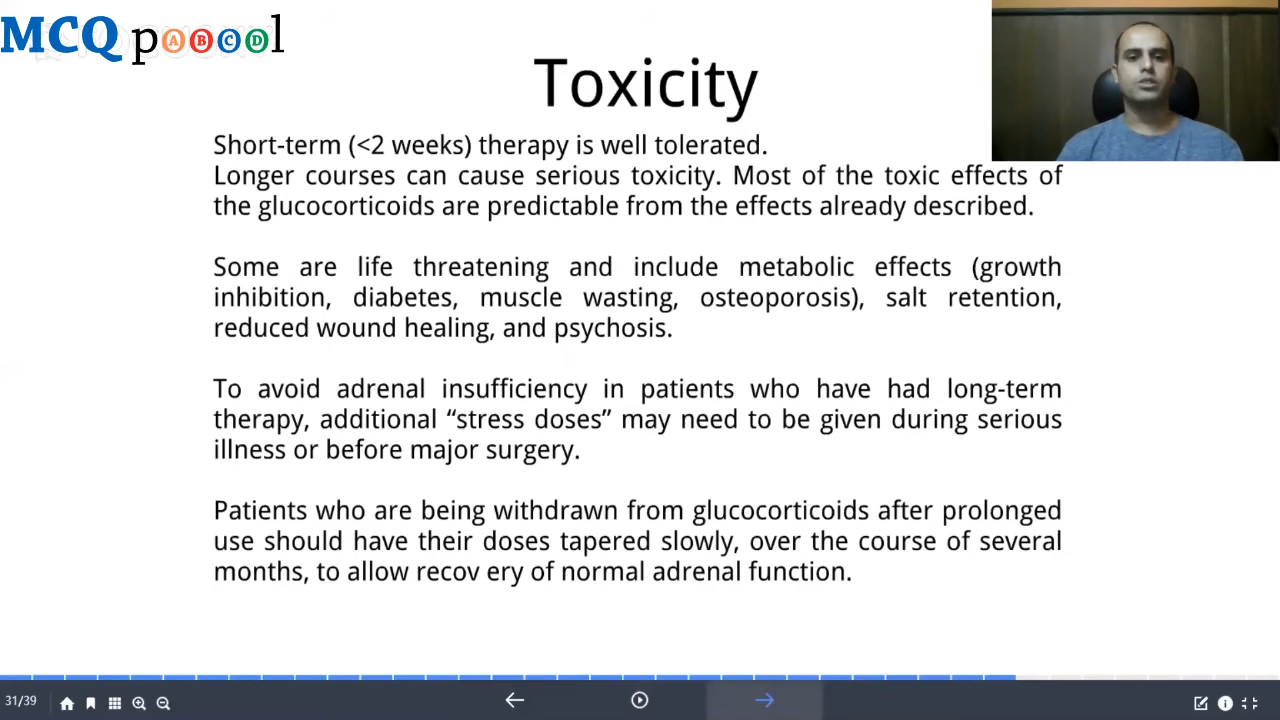 MCQ pABCDl
Toxicity
Short-term (<2 weeks) therapy is well tolerated.
Longer courses can cause serious toxicity. Most of the toxic effects of
the glucocorticoids are predictable from the effects already described.
Some are life threatening and include metabolic effects (growth
inhibition, diabetes, muscle wasting, osteoporosis), salt retention,
reduced wound healing, and psychosis.
To avoid adrenal insufficiency in patients who have had long-term
therapy, additional “stress doses” may need to be given during serious
illness or before major surgery.
Patients who are being withdrawn from glucocorticoids after prolonged
use should have their doses tapered slowly, over the course of several
months, to allow recov ery of normal adrenal function.
31/39